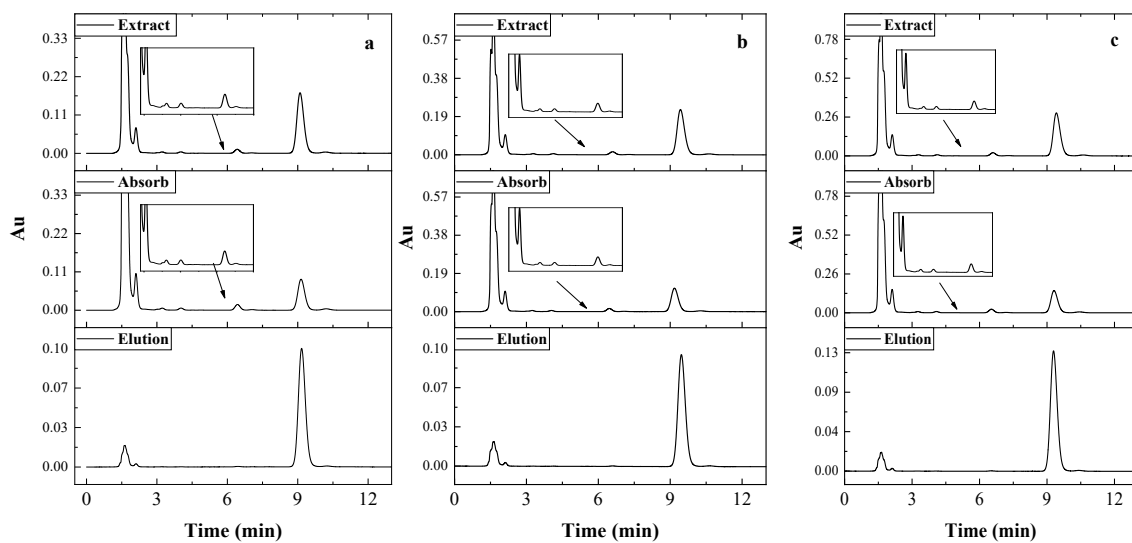 Extract
a
0.33
0.22
0.11
0.00
Absorb
0.33
0.22
0.11
0.00
Au
Elution
0.10
0.07
0.03
0.00
0 3 6 9 12
Time (min)
Extract
b
0.57
0.38
0.19
0.00
Absorb
0.57
0.38
0.19
0.00
Au
Elution
0.10
0.07
0.03
0.00
0 3 6 9 12
Time (min)
Extract
c
0.78
0.52
0.26
0.00
Absorb
0.78
0.52
0.26
0.00
Au
Elution
0.13
0.09
0.04
0.00
0 3 6 9 12
Time (min)